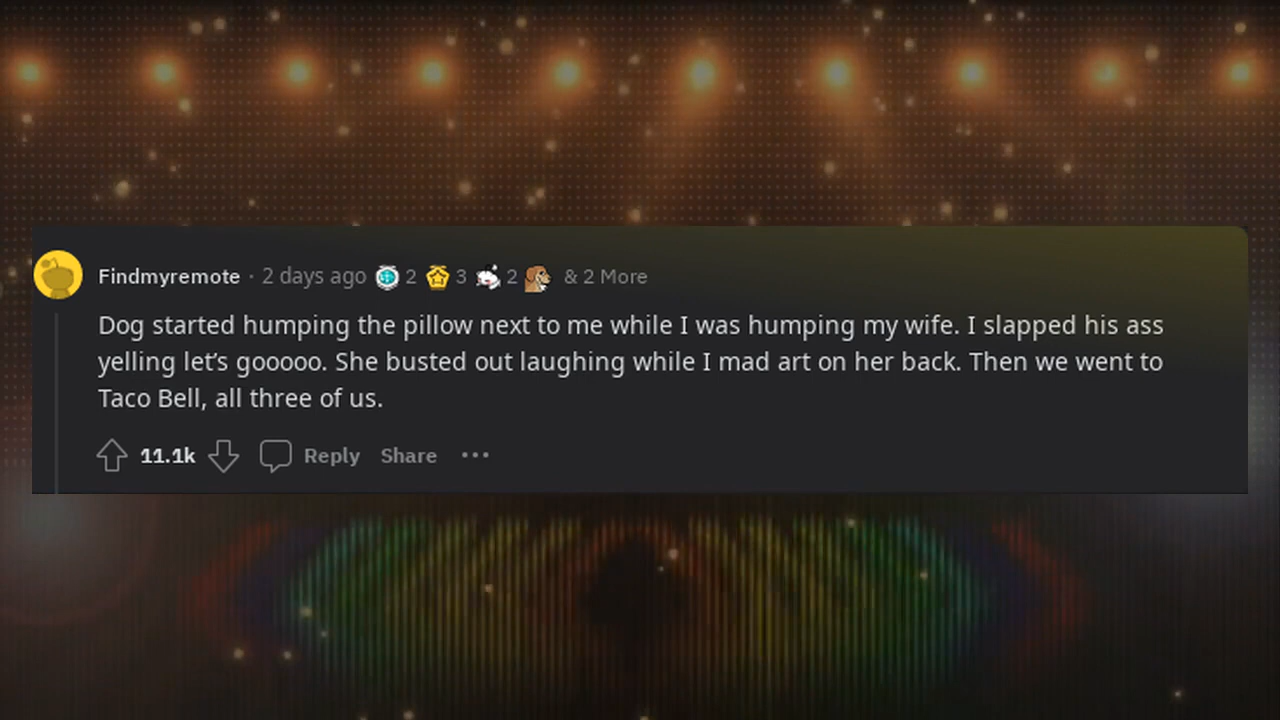 Findmyremote · 2 days ago 2 3 2 & 2 More
Dog started humping the pillow next to me while I was humping my wife. I slapped his ass
yelling let’s gooooo. She busted out laughing while I mad art on her back. Then we went to
Taco Bell, all three of us.
11.1k Reply Share ···